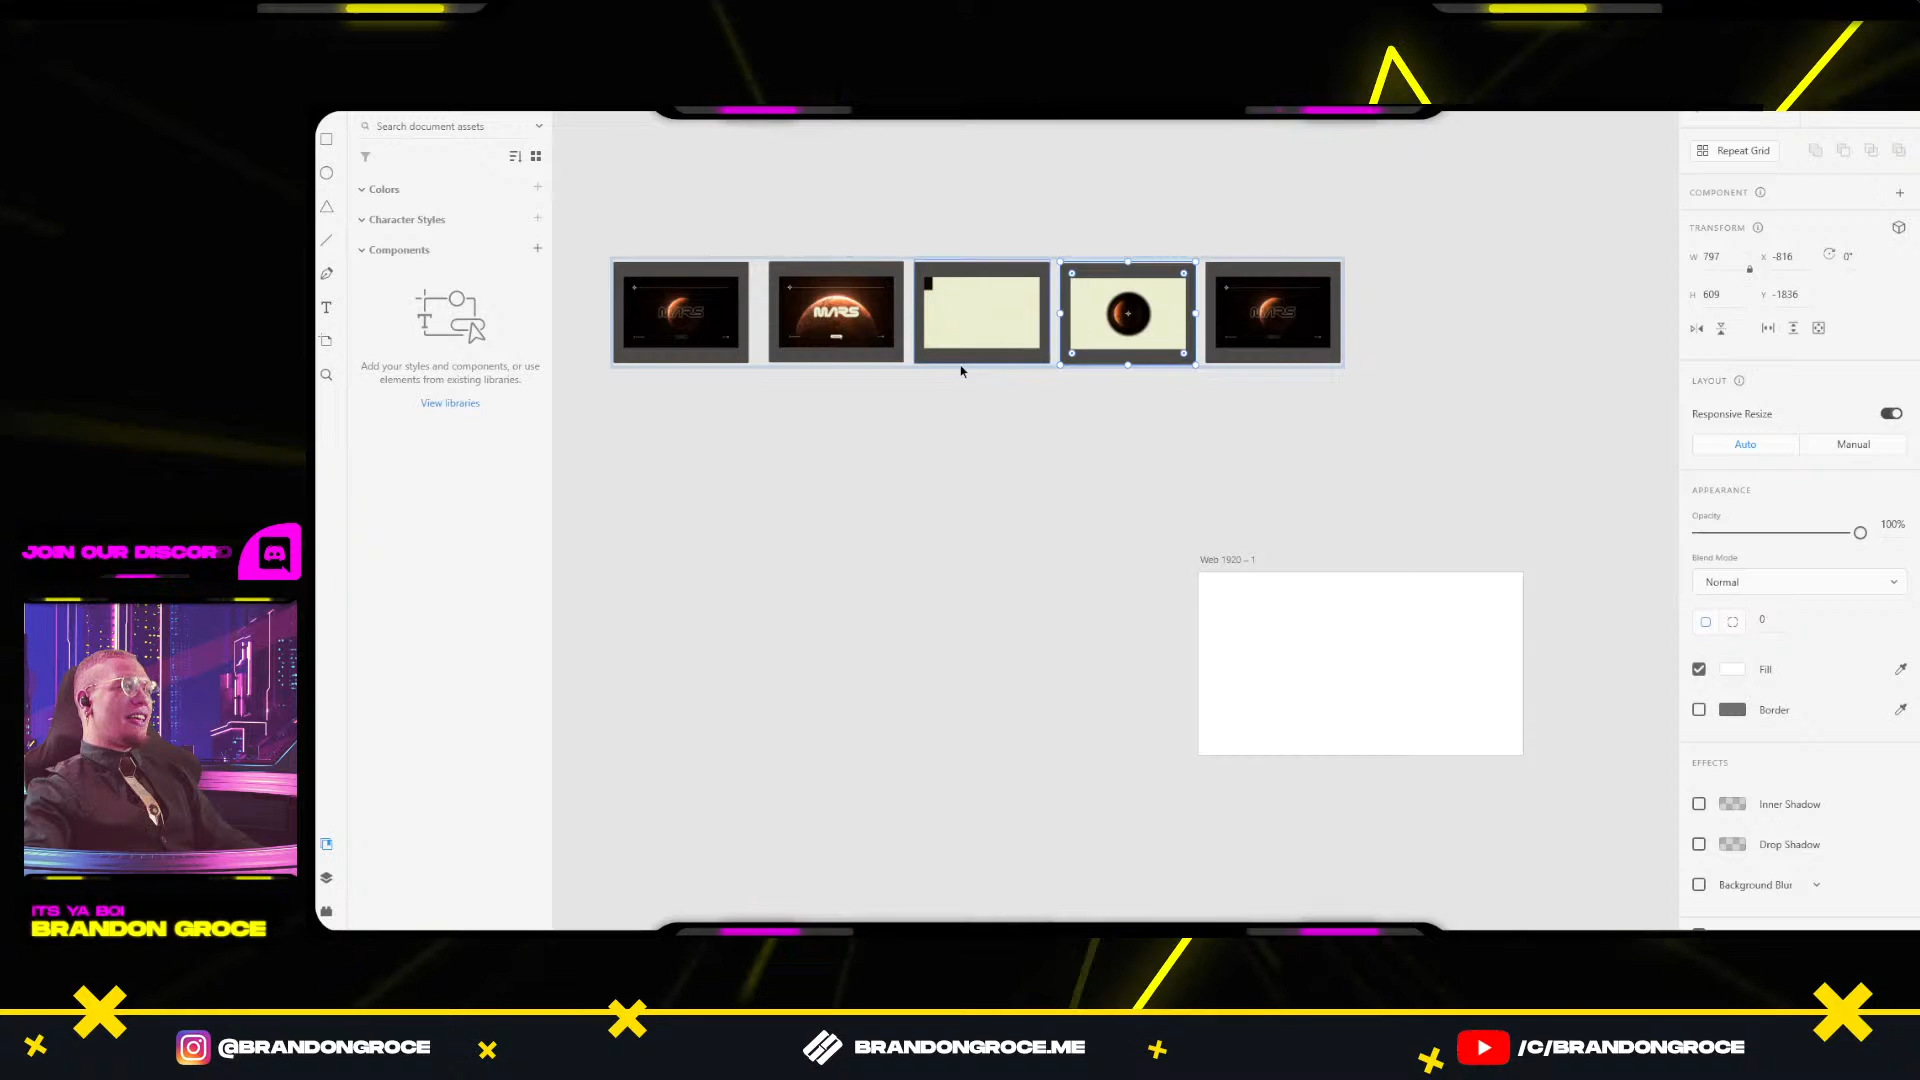 Search document assets
Colors
Character Styles
Components
Add your styles and components, or use
elements from existing libraries.
View libraries
MARS
MARS
MARS
Web 1920 – 1
Repeat Grid
COMPONENT
TRANSFORM
W 797 X -816 0°
H 609 Y -1836
LAYOUT
Responsive Resize
Auto Manual
APPEARANCE
Opacity
100%
Blend Mode
Normal
0
Fill
Border
EFFECTS
Inner Shadow
Drop Shadow
Background Blur
JOIN OUR DISCORD
ITS YA BOI
BRANDON GROCE
@BRANDONGROCE
BRANDONGROCE.ME
/C/BRANDONGROCE